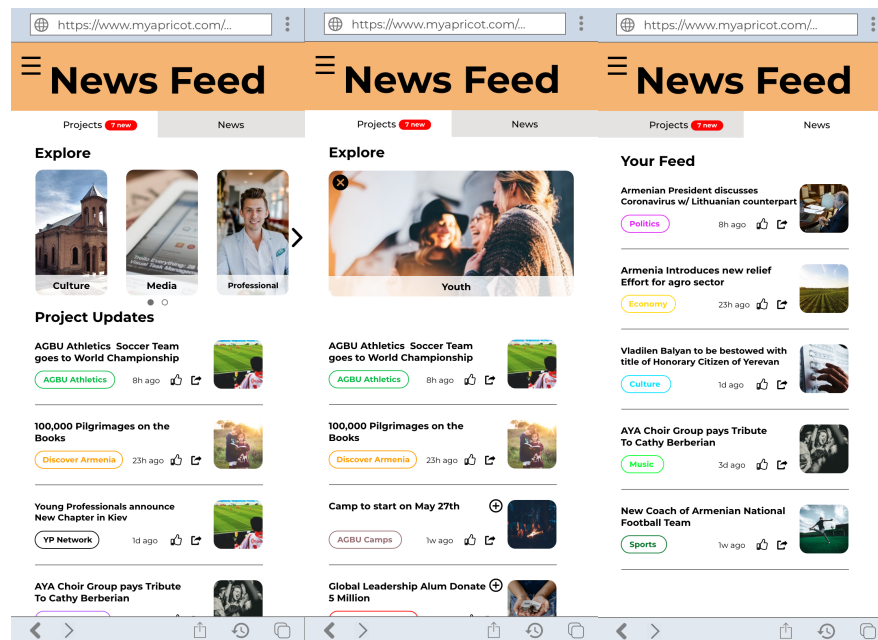 https://www.myapricot.com/...
News Feed
Projects 7 new
News
Explore
Culture
Media
Professional
Project Updates
AGBU Athletics Soccer Team
goes to World Championship
AGBU Athletics
8h ago
100,000 Pilgrimages on the
Books
Discover Armenia
23h ago
Young Professionals announce
New Chapter in Kiev
YP Network
1d ago
AYA Choir Group pays Tribute
To Cathy Berberian
https://www.myapricot.com/...
News Feed
Projects 7 new
News
Explore
Youth
AGBU Athletics Soccer Team
goes to World Championship
AGBU Athletics
8h ago
100,000 Pilgrimages on the
Books
Discover Armenia
23h ago
Camp to start on May 27th
AGBU Camps
1w ago
Global Leadership Alum Donate
5 Million
https://www.myapricot.com/...
News Feed
Projects 7 new
News
Your Feed
Armenian President discusses
Coronavirus w/ Lithuanian counterpart
Politics
8h ago
Armenia Introduces new relief
Effort for agro sector
Economy
23h ago
Vladilen Balyan to be bestowed with
title of Honorary Citizen of Yerevan
Culture
1d ago
AYA Choir Group pays Tribute
To Cathy Berberian
Music
3d ago
New Coach of Armenian National
Football Team
Sports
1w ago